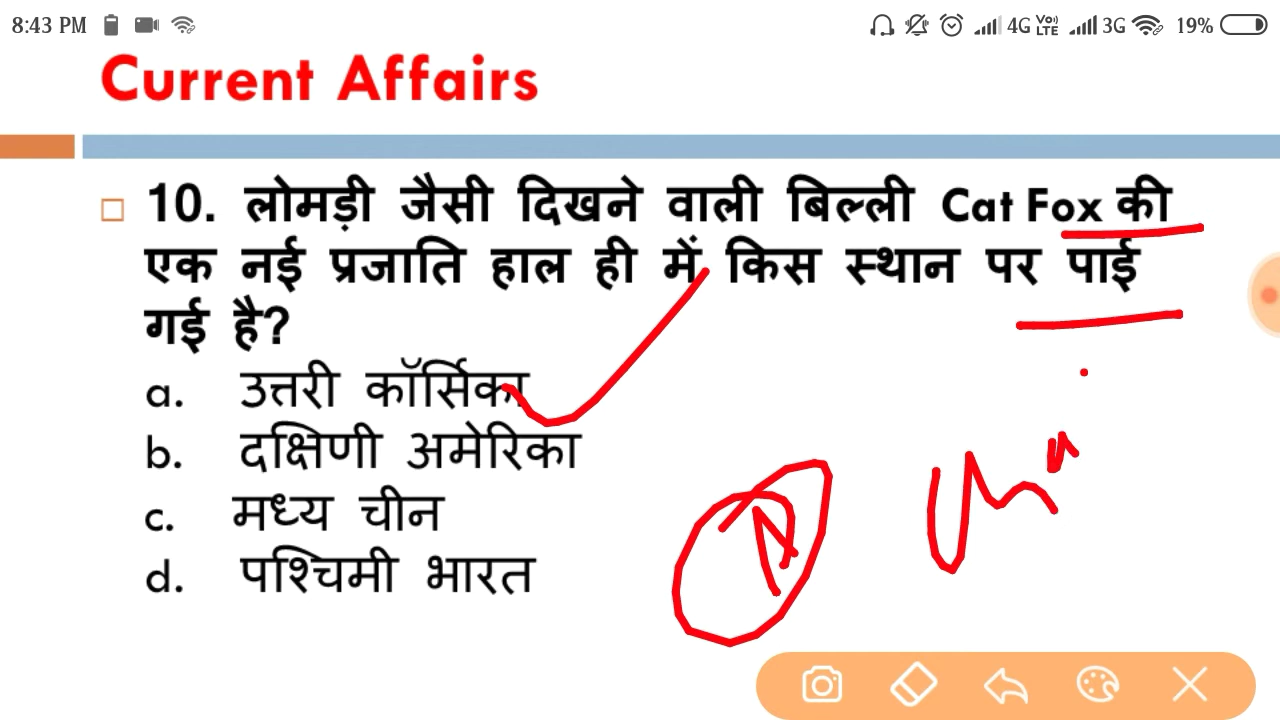 8:43 PM 4G VoLTE 3G 19%
Current Affairs
10. लोमड़ी जैसी दिखने वाली बिल्ली Cat Fox की
एक नई प्रजाति हाल ही में किस स्थान पर पाई
गई है?
a. उत्तरी कॉर्सिका
b. दक्षिणी अमेरिका
c. मध्य चीन
d. पश्चिमी भारत